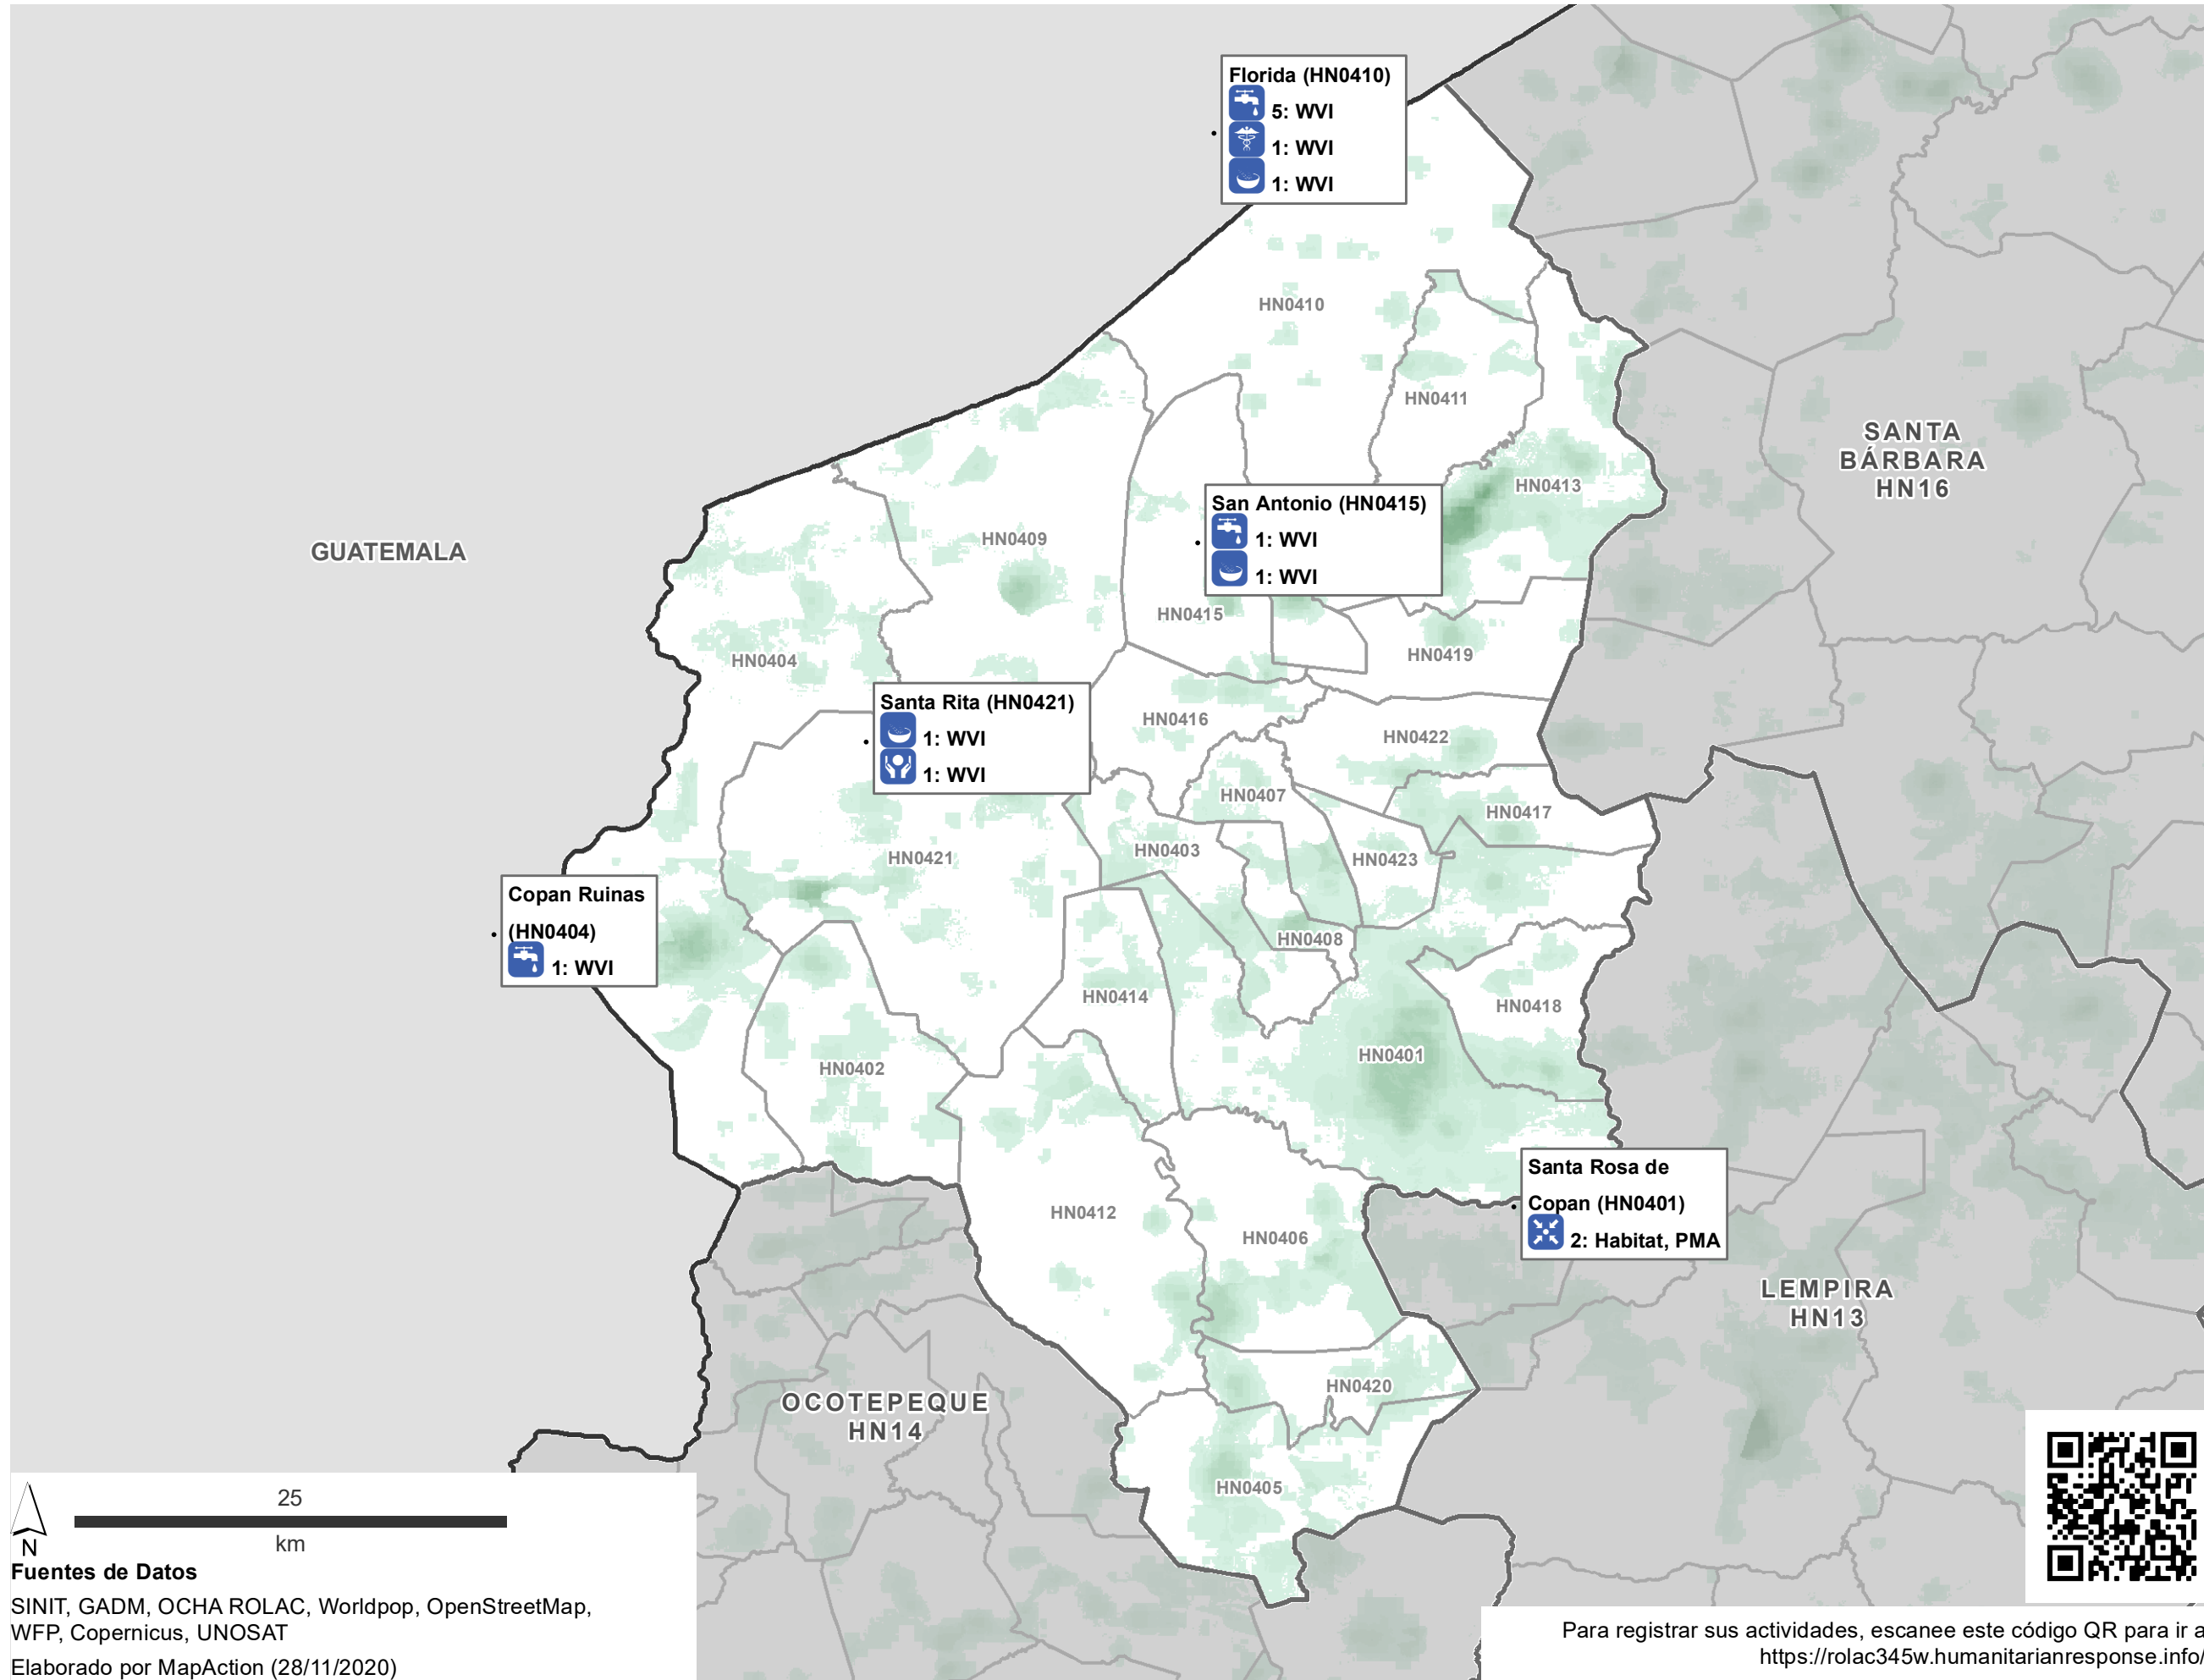 Florida (HN0410)
5: WVI
1: WVI
1: WVI
HN0410
HN0411
SANTA
BÁRBARA
HN16
HN0413
San Antonio (HN0415)
1: WVI
1: WVI
GUATEMALA
HN0409
HN0415
HN0419
HN0404
Santa Rita (HN0421)
1: WVI
1: WVI
HN0416
HN0422
HN0407
HN0417
HN0403
HN0423
HN0421
Copan Ruinas
(HN0404)
1: WVI
HN0408
HN0414
HN0418
HN0401
HN0402
Santa Rosa de
Copan (HN0401)
2: Habitat, PMA
HN0412
HN0406
LEMPIRA
HN13
HN0420
OCOTEPEQUE
HN14
HN0405
25
km
N
Fuentes de Datos
SINIT, GADM, OCHA ROLAC, Worldpop, OpenStreetMap,
WFP, Copernicus, UNOSAT
Elaborado por MapAction (28/11/2020)
Para registrar sus actividades, escanee este código QR para ir a
https://rolac345w.humanitarianresponse.info/